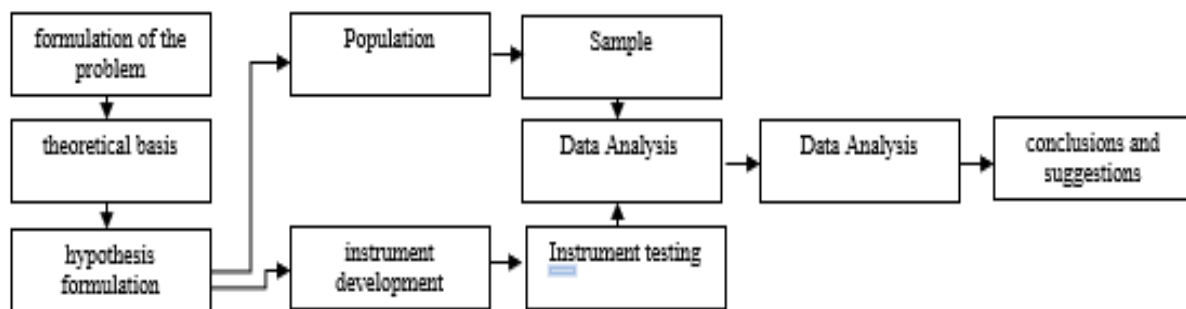 formulation of the
problem
Population
Sample
theoretical basis
Data Analysis
Data Analysis
conclusions and
suggestions
hypothesis
formulation
instrument
development
Instrument testing